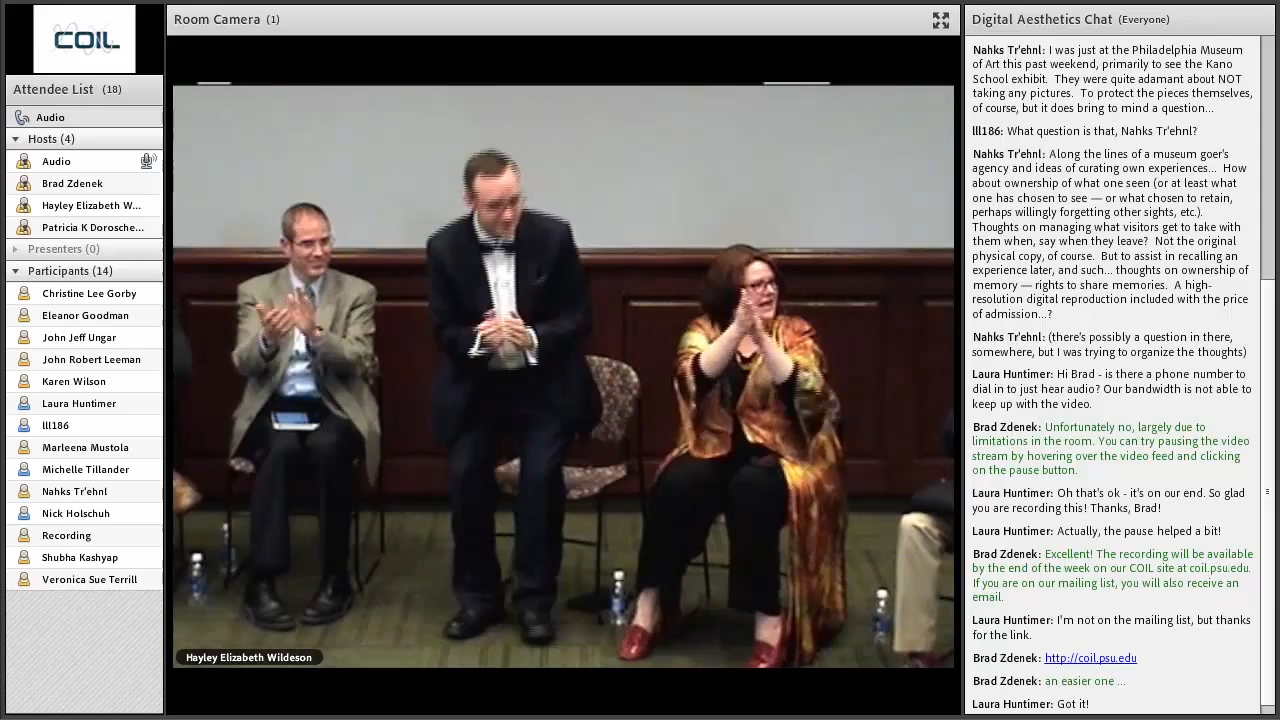 COIL
Attendee List (18)
Audio
Hosts (4)
Audio
Brad Zdenek
Hayley Elizabeth W...
Patricia K Dorosche...
Presenters (0)
Participants (14)
Christine Lee Gorby
Eleanor Goodman
John Jeff Ungar
John Robert Leeman
Karen Wilson
Laura Huntimer
lll186
Marleena Mustola
Michelle Tillander
Nahks Tr'ehnl
Nick Holschuh
Recording
Shubha Kashyap
Veronica Sue Terrill
Room Camera (1)
Hayley Elizabeth Wildeson
Digital Aesthetics Chat (Everyone)
Nahks Tr'ehnl: I was just at the Philadelphia Museum
of Art this past weekend, primarily to see the Kano
School exhibit. They were quite adamant about NOT
taking any pictures. To protect the pieces themselves,
of course, but it does bring to mind a question...
lll186: What question is that, Nahks Tr'ehnl?
Nahks Tr'ehnl: Along the lines of a museum goer's
agency and ideas of curating own experiences... How
about ownership of what one seen (or at least what
one has chosen to see — or what chosen to retain,
perhaps willingly forgetting other sights, etc.).
Thoughts on managing what visitors get to take with
them when, say when they leave? Not the original
physical copy, of course. But to assist in recalling an
experience later, and such... thoughts on ownership of
memory — rights to share memories. A high-
resolution digital reproduction included with the price
of admission...?
Nahks Tr'ehnl: (there's possibly a question in there,
somewhere, but I was trying to organize the thoughts)
Laura Huntimer: Hi Brad - is there a phone number to
dial in to just hear audio? Our bandwidth is not able to
keep up with the video.
Brad Zdenek: Unfortunately no, largely due to
limitations in the room. You can try pausing the video
stream by hovering over the video feed and clicking
on the pause button.
Laura Huntimer: Oh that's ok - it's on our end. So glad
you are recording this! Thanks, Brad!
Laura Huntimer: Actually, the pause helped a bit!
Brad Zdenek: Excellent! The recording will be available
by the end of the week on our COIL site at coil.psu.edu.
If you are on our mailing list, you will also receive an
email.
Laura Huntimer: I'm not on the mailing list, but thanks
for the link.
Brad Zdenek: http://coil.psu.edu
Brad Zdenek: an easier one ...
Laura Huntimer: Got it!